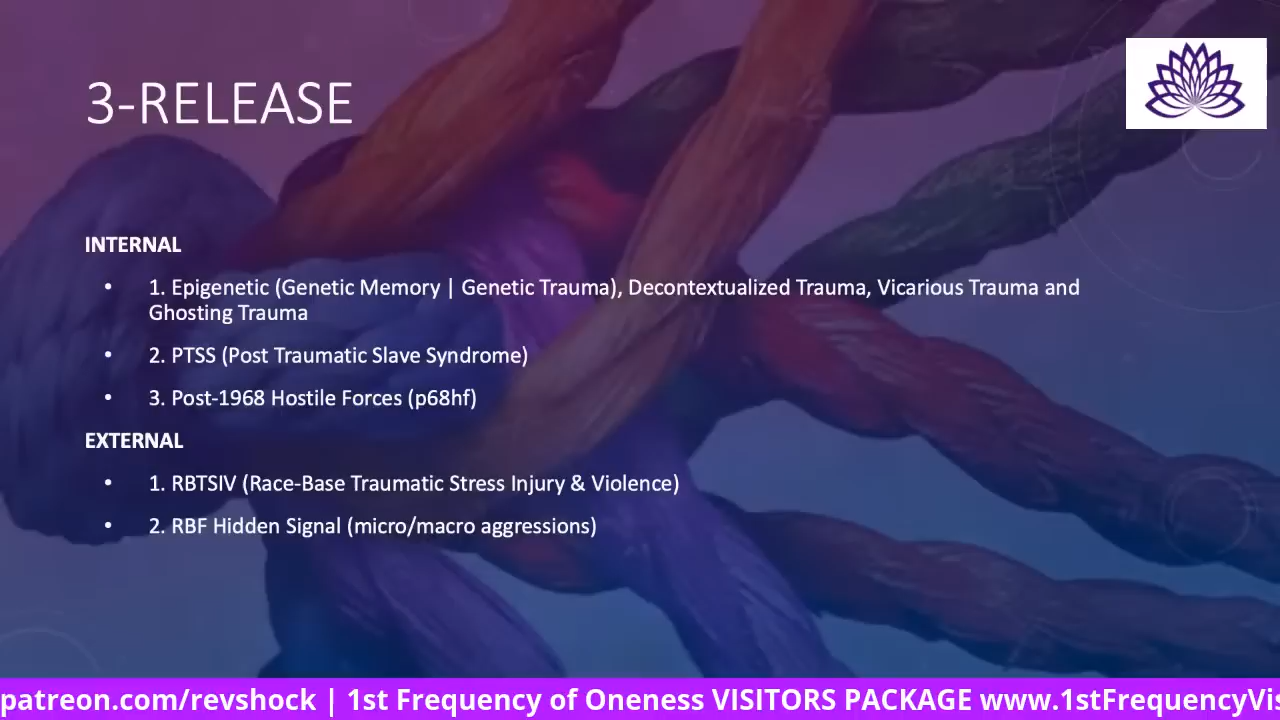 3-RELEASE
INTERNAL
• 1. Epigenetic (Genetic Memory | Genetic Trauma), Decontextualized Trauma, Vicarious Trauma and
Ghosting Trauma
• 2. PTSS (Post Traumatic Slave Syndrome)
• 3. Post-1968 Hostile Forces (p68hf)
EXTERNAL
• 1. RBTSIV (Race-Base Traumatic Stress Injury & Violence)
• 2. RBF Hidden Signal (micro/macro aggressions)
patreon.com/revshock | 1st Frequency of Oneness VISITORS PACKAGE www.1stFrequencyVis